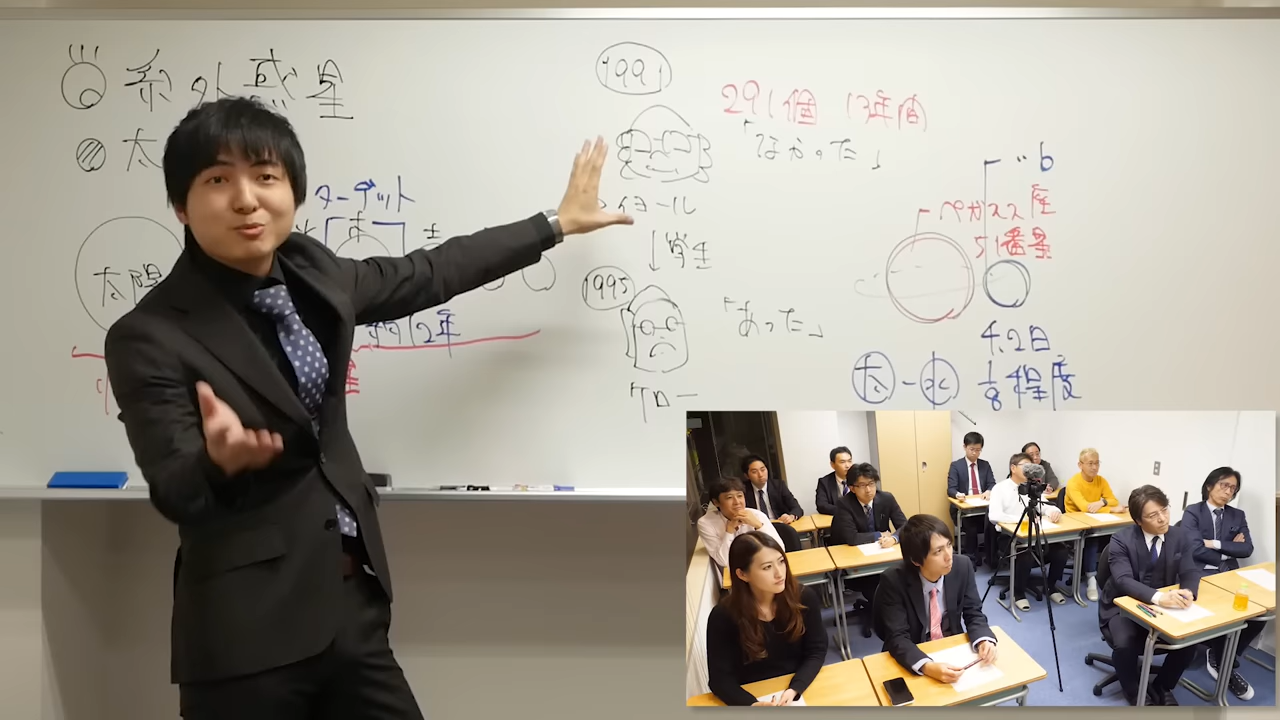 系外惑星
太
ターゲット
太陽
12年
1991
291個 13年間
「なかった」
マイヨール
↓学生
1995
「あった」
ケロー
"b
ペガスス座
51番星
4.2日
太-水 1/8程度